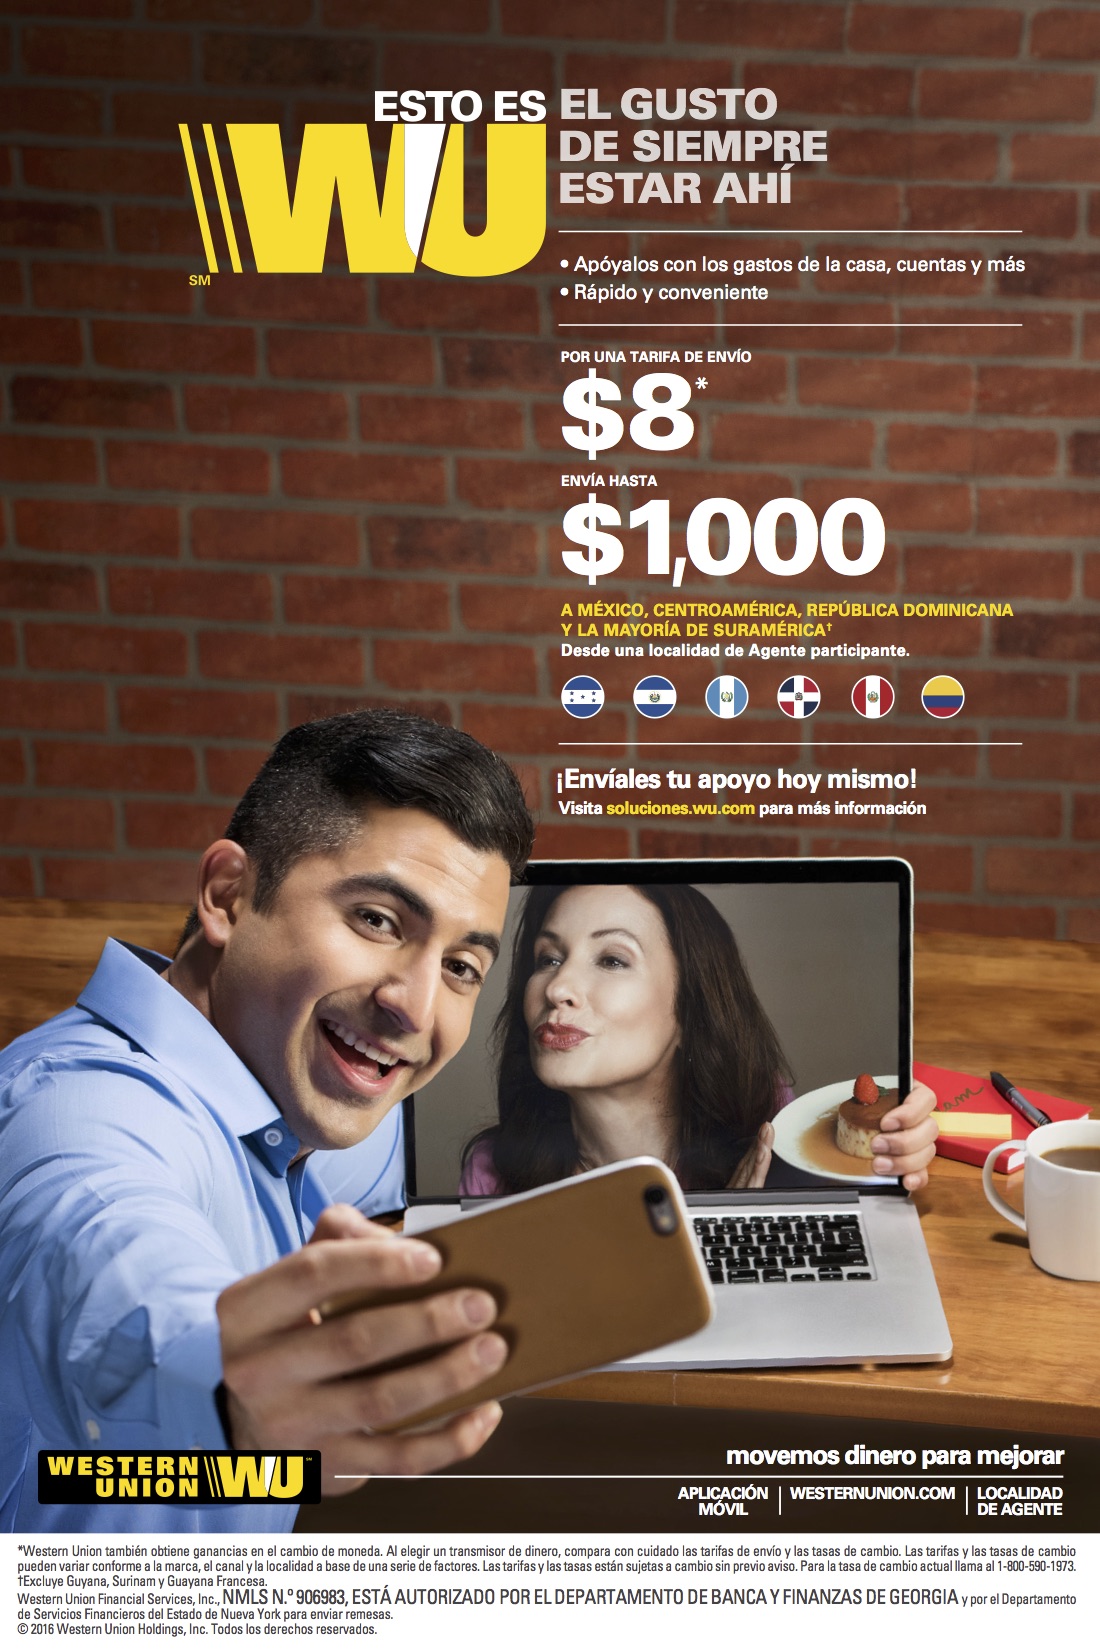 ESTO ES
WU
SM
EL GUSTO
DE SIEMPRE
ESTAR AHÍ
• Apóyalos con los gastos de la casa, cuentas y más
• Rápido y conveniente
POR UNA TARIFA DE ENVÍO
$8*
ENVÍA HASTA
$1,000
A MÉXICO, CENTROAMÉRICA, REPÚBLICA DOMINICANA
Y LA MAYORÍA DE SURAMÉRICA†
Desde una localidad de Agente participante.
¡Envíales tu apoyo hoy mismo!
Visita soluciones.wu.com para más información
WESTERN
UNION WU
movemos dinero para mejorar
APLICACIÓN
MÓVIL
WESTERNUNION.COM
LOCALIDAD
DE AGENTE
*Western Union también obtiene ganancias en el cambio de moneda. Al elegir un transmisor de dinero, compara con cuidado las tarifas de envío y las tasas de cambio. Las tarifas y las tasas de cambio
pueden variar conforme a la marca, el canal y la localidad a base de una serie de factores. Las tarifas y las tasas están sujetas a cambio sin previo aviso. Para la tasa de cambio actual llama al 1-800-590-1973.
†Excluye Guyana, Surinam y Guayana Francesa.
Western Union Financial Services, Inc., NMLS N.º 906983, ESTÁ AUTORIZADO POR EL DEPARTAMENTO DE BANCA Y FINANZAS DE GEORGIA y por el Departamento
de Servicios Financieros del Estado de Nueva York para enviar remesas.
© 2016 Western Union Holdings, Inc. Todos los derechos reservados.